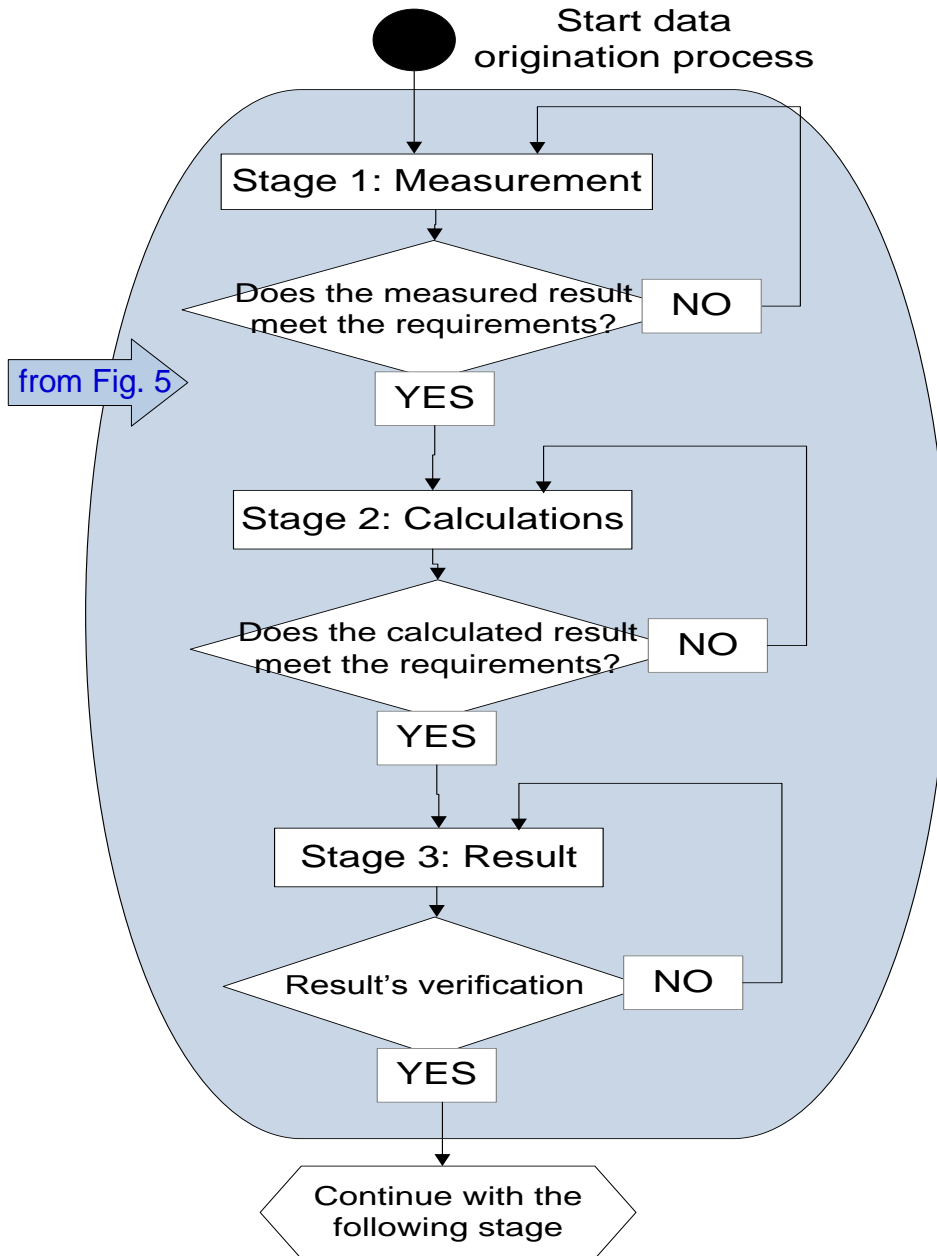 Start data
origination process
Stage 1: Measurement
Does the measured result
meet the requirements?
NO
from Fig. 5
YES
Stage 2: Calculations
Does the calculated result
meet the requirements?
NO
YES
Stage 3: Result
Result’s verification
NO
YES
Continue with the
following stage